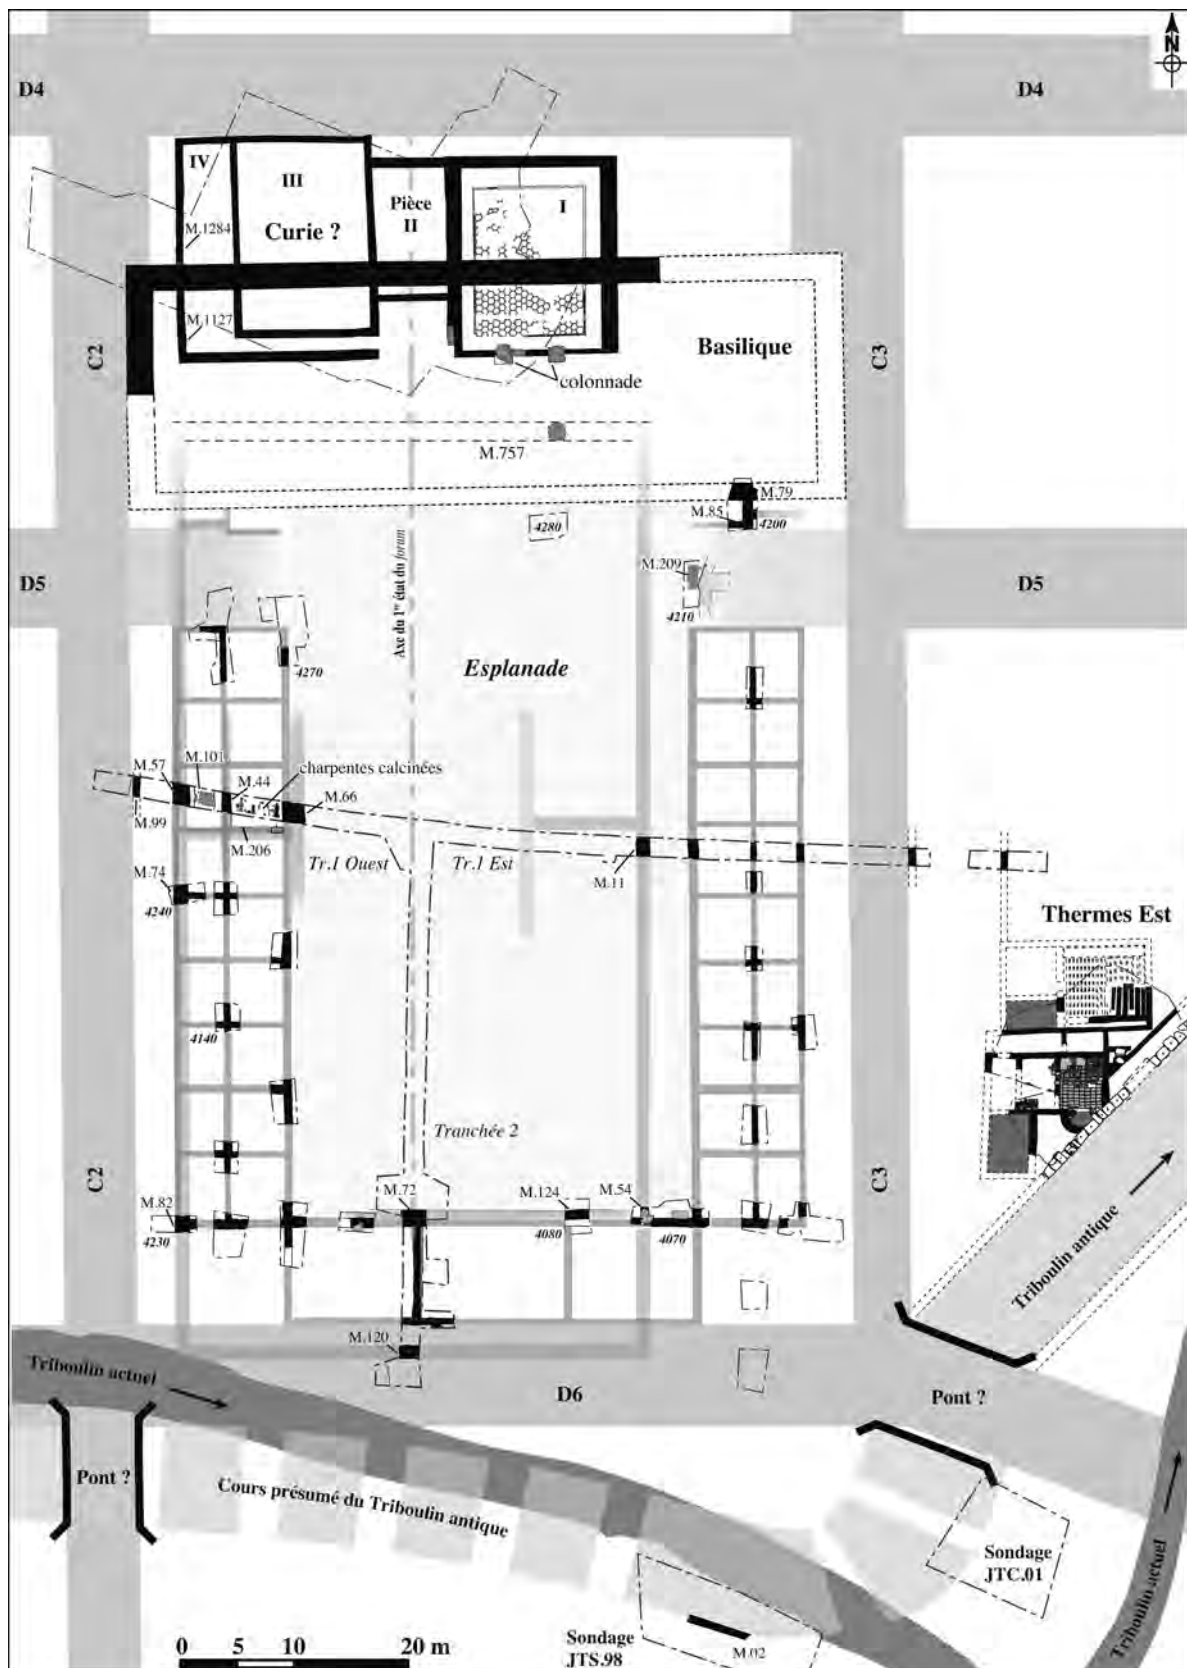 N
D4
D4
IV
III
Pièce
II
I
Curie ?
M.1284
M.1127
C2
Basilique
C3
colonnade
M.757
M.79
M.85
4200
4280
Axe du 1er état du forum
M.209
D5
D5
4210
Esplanade
4270
M.57
M.101
charpentes calcinées
M.44
M.66
M.99
M.206
Tr.1 Ouest
Tr.1 Est
M.11
M.74
4240
Thermes Est
4140
Tranchée 2
C2
C3
M.82
M.72
M.124
M.54
4230
4080
4070
Triboulin antique
M.120
Triboulin actuel
D6
Pont ?
Pont ?
Cours présumé du Triboulin antique
Sondage
JTC.01
Triboulin actuel
0 5 10 20 m
Sondage
JTS.98
M.02